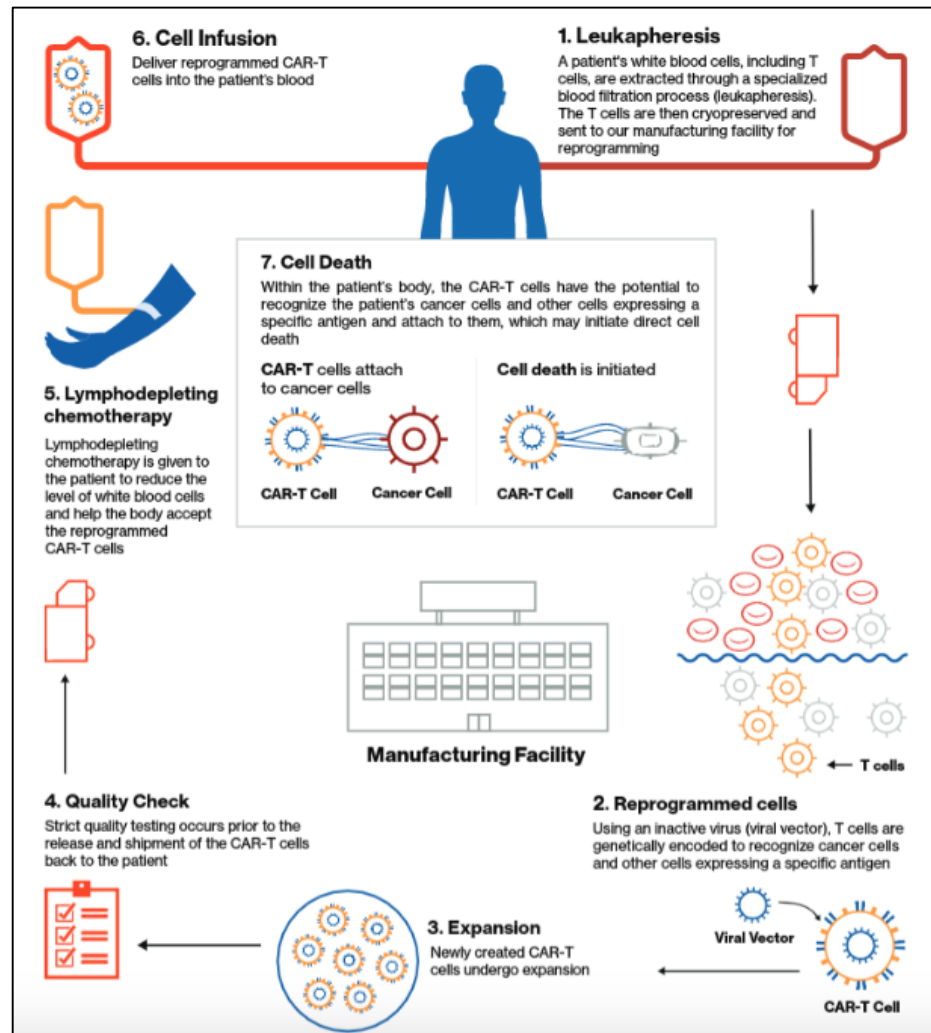 6. Cell Infusion
Deliver reprogrammed CAR-T
cells into the patient's blood
1. Leukapheresis
A patient's white blood cells, including T
cells, are extracted through a specialized
blood filtration process (leukapheresis).
The T cells are then cryopreserved and
sent to our manufacturing facility for
reprogramming
7. Cell Death
Within the patient's body, the CAR-T cells have the potential to
recognize the patient's cancer cells and other cells expressing a
specific antigen and attach to them, which may initiate direct cell
death
CAR-T cells attach
to cancer cells
CAR-T Cell
Cancer Cell
Cell death is initiated
CAR-T Cell
Cancer Cell
5. Lymphodepleting
chemotherapy
Lymphodepleting
chemotherapy is given to
the patient to reduce the
level of white blood cells
and help the body accept
the reprogrammed
CAR-T cells
Manufacturing Facility
T cells
4. Quality Check
Strict quality testing occurs prior to the
release and shipment of the CAR-T cells
back to the patient
2. Reprogrammed cells
Using an inactive virus (viral vector), T cells are
genetically encoded to recognize cancer cells
and other cells expressing a specific antigen
Viral Vector
CAR-T Cell
3. Expansion
Newly created CAR-T
cells undergo expansion